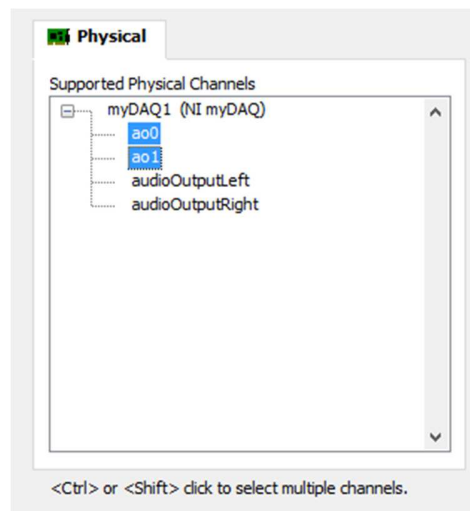 Physical
Supported Physical Channels
myDAQ1 (NI myDAQ)
ao0
ao1
audioOutputLeft
audioOutputRight
<Ctrl> or <Shift> click to select multiple channels.